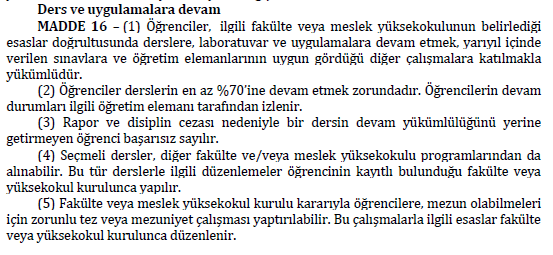 Ders ve uygulamalara devam
MADDE 16 – (1) Öğrenciler, ilgili fakülte veya meslek yüksekokulunun belirlediği
esaslar doğrultusunda derslere, laboratuvar ve uygulamalara devam etmek, yarıyıl içinde
verilen sınavlara ve öğretim elemanlarının uygun gördüğü diğer çalışmalara katılmakla
yükümlüdür.
(2) Öğrenciler derslerin en az %70'ine devam etmek zorundadır. Öğrencilerin devam
durumları ilgili öğretim elemanı tarafından izlenir.
(3) Rapor ve disiplin cezası nedeniyle bir dersin devam yükümlülüğünü yerine
getirmeyen öğrenci başarısız sayılır.
(4) Seçmeli dersler, diğer fakülte ve/veya meslek yüksekokulu programlarından da
alınabilir. Bu tür derslerle ilgili düzenlemeler öğrencinin kayıtlı bulunduğu fakülte veya
yüksekokul kurulunca yapılır.
(5) Fakülte veya meslek yüksekokul kurulu kararıyla öğrencilere, mezun olabilmeleri
için zorunlu tez veya mezuniyet çalışması yaptırılabilir. Bu çalışmalarla ilgili esaslar fakülte
veya yüksekokul kurulunca düzenlenir.